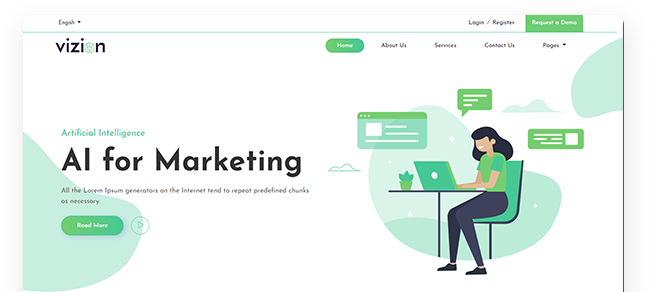 Engish
Login / Register
Request a Demo
vizion
Home
About Us
Services
Contact Us
Pages
Artificial Intelligence
AI for Marketing
All the Lorem Ipsum generators on the Internet tend to repeat predefined chunks
as necessary.
Read More